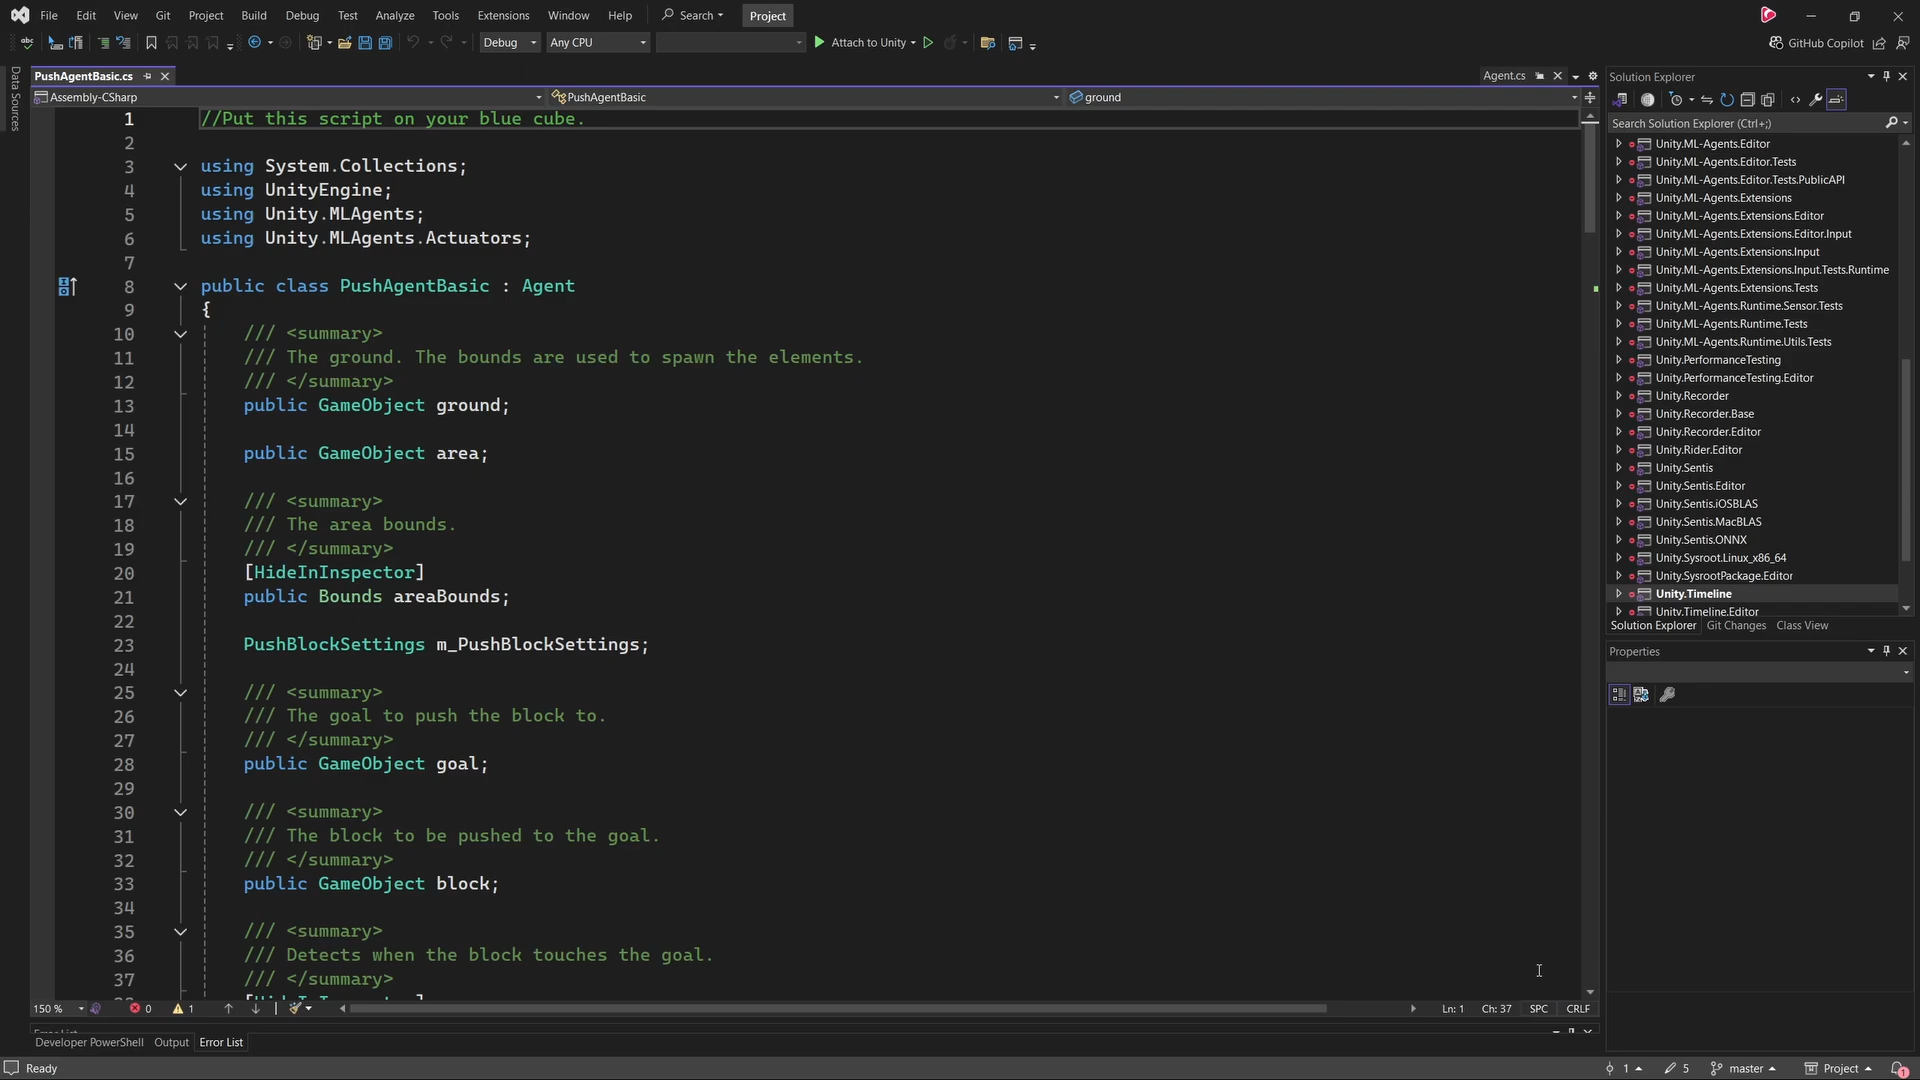 File Edit View Git Project Build Debug Test Analyze Tools Extensions Window Help Search Project
Debug Any CPU Attach to Unity GitHub Copilot
Data Sources
PushAgentBasic.cs Agent.cs
Assembly-CSharp PushAgentBasic ground
1 //Put this script on your blue cube.
2
3 using System.Collections;
4 using UnityEngine;
5 using Unity.MLAgents;
6 using Unity.MLAgents.Actuators;
7
8 public class PushAgentBasic : Agent
9 {
10 /// <summary>
11 /// The ground. The bounds are used to spawn the elements.
12 /// </summary>
13 public GameObject ground;
14
15 public GameObject area;
16
17 /// <summary>
18 /// The area bounds.
19 /// </summary>
20 [HideInInspector]
21 public Bounds areaBounds;
22
23 PushBlockSettings m_PushBlockSettings;
24
25 /// <summary>
26 /// The goal to push the block to.
27 /// </summary>
28 public GameObject goal;
29
30 /// <summary>
31 /// The block to be pushed to the goal.
32 /// </summary>
33 public GameObject block;
34
35 /// <summary>
36 /// Detects when the block touches the goal.
37 /// </summary>
150 % 0 1 Ln: 1 Ch: 37 SPC CRLF
Developer PowerShell Output Error List
Solution Explorer
Search Solution Explorer (Ctrl+;)
Unity.ML-Agents.Editor
Unity.ML-Agents.Editor.Tests
Unity.ML-Agents.Editor.Tests.PublicAPI
Unity.ML-Agents.Extensions
Unity.ML-Agents.Extensions.Editor
Unity.ML-Agents.Extensions.Editor.Input
Unity.ML-Agents.Extensions.Input
Unity.ML-Agents.Extensions.Input.Tests.Runtime
Unity.ML-Agents.Extensions.Tests
Unity.ML-Agents.Runtime.Sensor.Tests
Unity.ML-Agents.Runtime.Tests
Unity.ML-Agents.Runtime.Utils.Tests
Unity.PerformanceTesting
Unity.PerformanceTesting.Editor
Unity.Recorder
Unity.Recorder.Base
Unity.Recorder.Editor
Unity.Rider.Editor
Unity.Sentis
Unity.Sentis.Editor
Unity.Sentis.iOSBLAS
Unity.Sentis.MacBLAS
Unity.Sentis.ONNX
Unity.Sysroot.Linux_x86_64
Unity.SysrootPackage.Editor
Unity.Timeline
Unity.Timeline.Editor
Solution Explorer Git Changes Class View
Properties
Ready 1 5 master Project 1